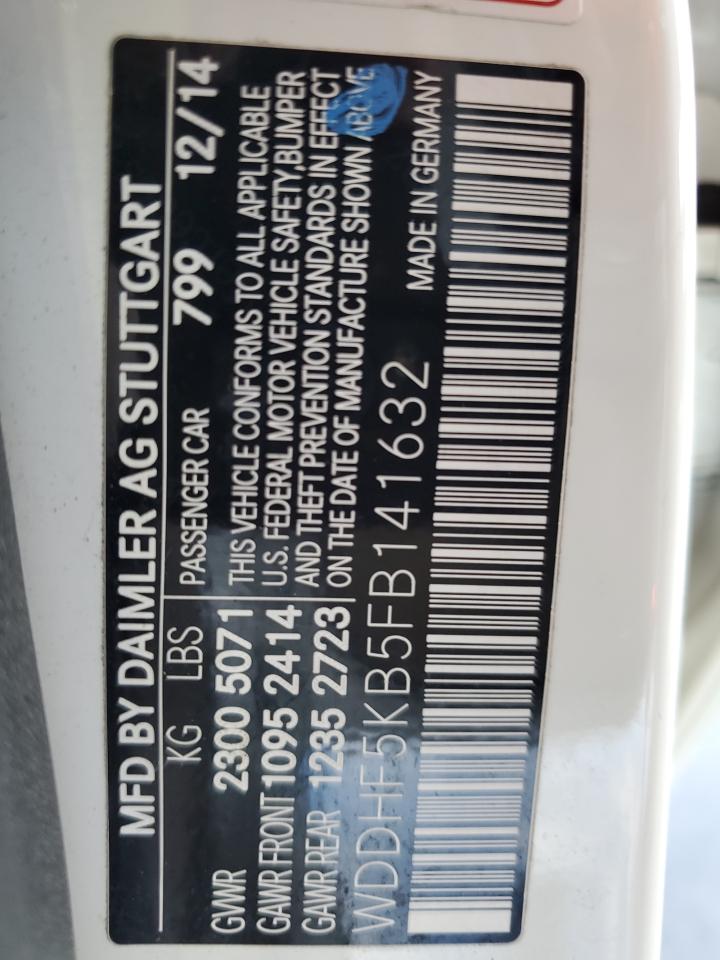 MFD BY DAIMLER AG STUTTGART
KG LBS PASSENGER CAR 799 12/14
GVWR 2300 5071 THIS VEHICLE CONFORMS TO ALL APPLICABLE
GAWR FRONT 1095 2414 U.S. FEDERAL MOTOR VEHICLE SAFETY,BUMPER
GAWR REAR 1235 2723 AND THEFT PREVENTION STANDARDS IN EFFECT
ON THE DATE OF MANUFACTURE SHOWN ABOVE
WDDHF5KB5FB141632 MADE IN GERMANY